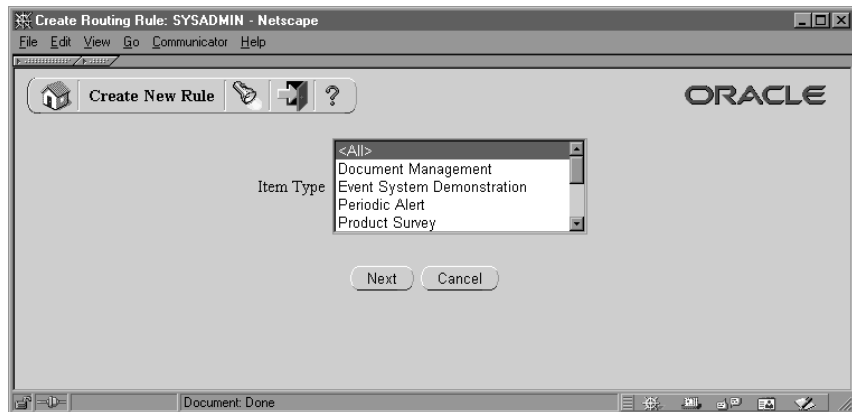 Create Routing Rule: SYSADMIN - Netscape
File Edit View Go Communicator Help
Create New Rule
?
ORACLE
Item Type
<All>
Document Management
Event System Demonstration
Periodic Alert
Product Survey
Next
Cancel
Document: Done